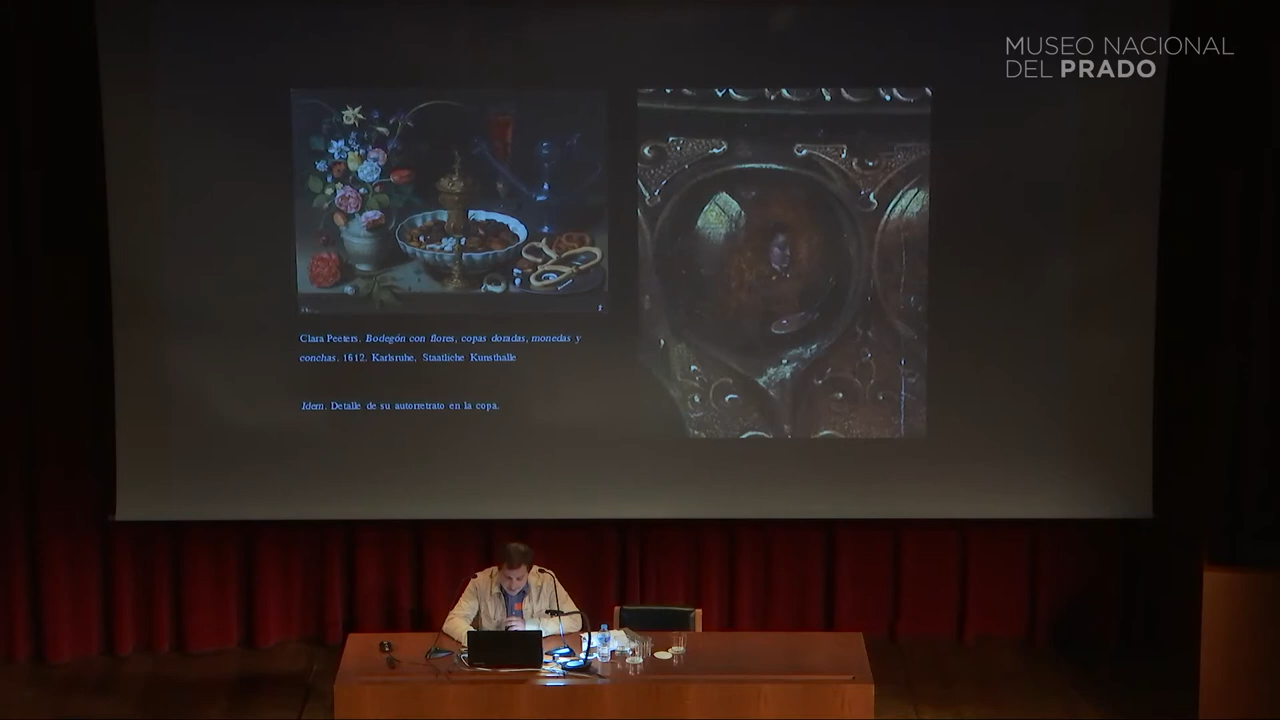 MUSEO NACIONAL
DEL PRADO
Clara Peeters. Bodegón con flores, copas doradas, monedas y
conchas. 1612. Karlsruhe, Staatliche Kunsthalle
Idem. Detalle de su autorretrato en la copa.